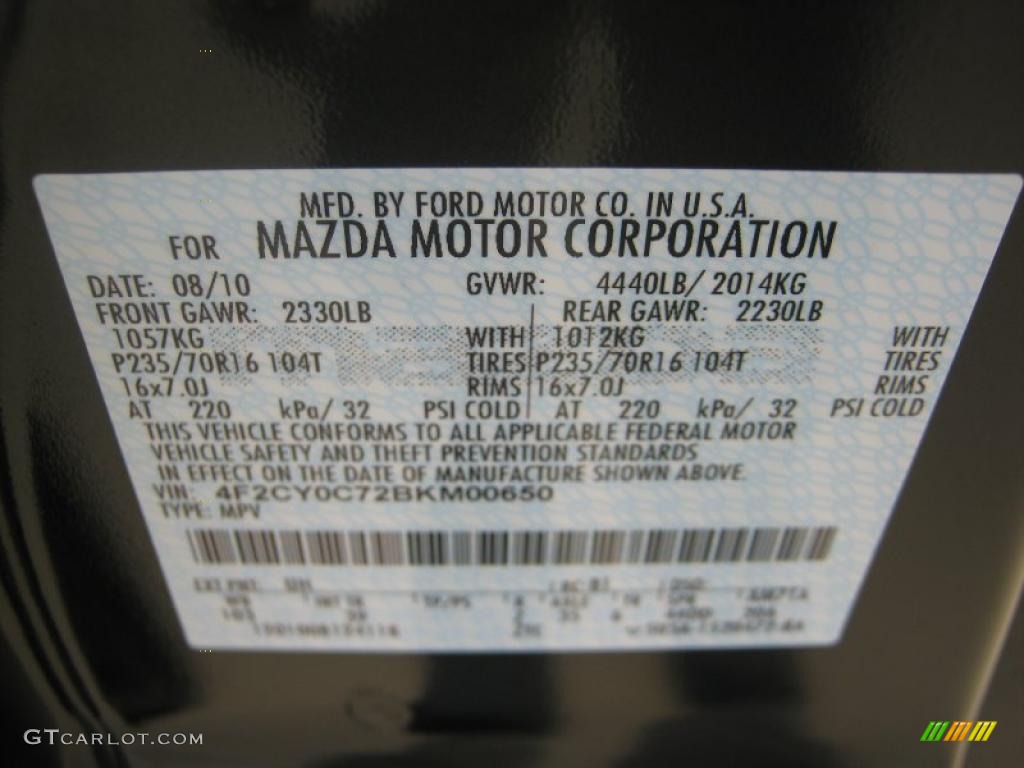 MFD. BY FORD MOTOR CO. IN U.S.A.
FOR MAZDA MOTOR CORPORATION
DATE: 08/10 GVWR: 4440LB/ 2014KG
FRONT GAWR: 2330LB REAR GAWR: 2230LB
1057KG WITH 1012KG WITH
P235/70R16 104T TIRES P235/70R16 104T TIRES
16x7.0J RIMS 16x7.0J RIMS
AT 220 kPa/ 32 PSI COLD AT 220 kPa/ 32 PSI COLD
THIS VEHICLE CONFORMS TO ALL APPLICABLE FEDERAL MOTOR
VEHICLE SAFETY AND THEFT PREVENTION STANDARDS
IN EFFECT ON THE DATE OF MANUFACTURE SHOWN ABOVE.
VIN: 4F2CY0C72BKM00650
TYPE: MPV
EXT PNT:
GTCARLOT.COM